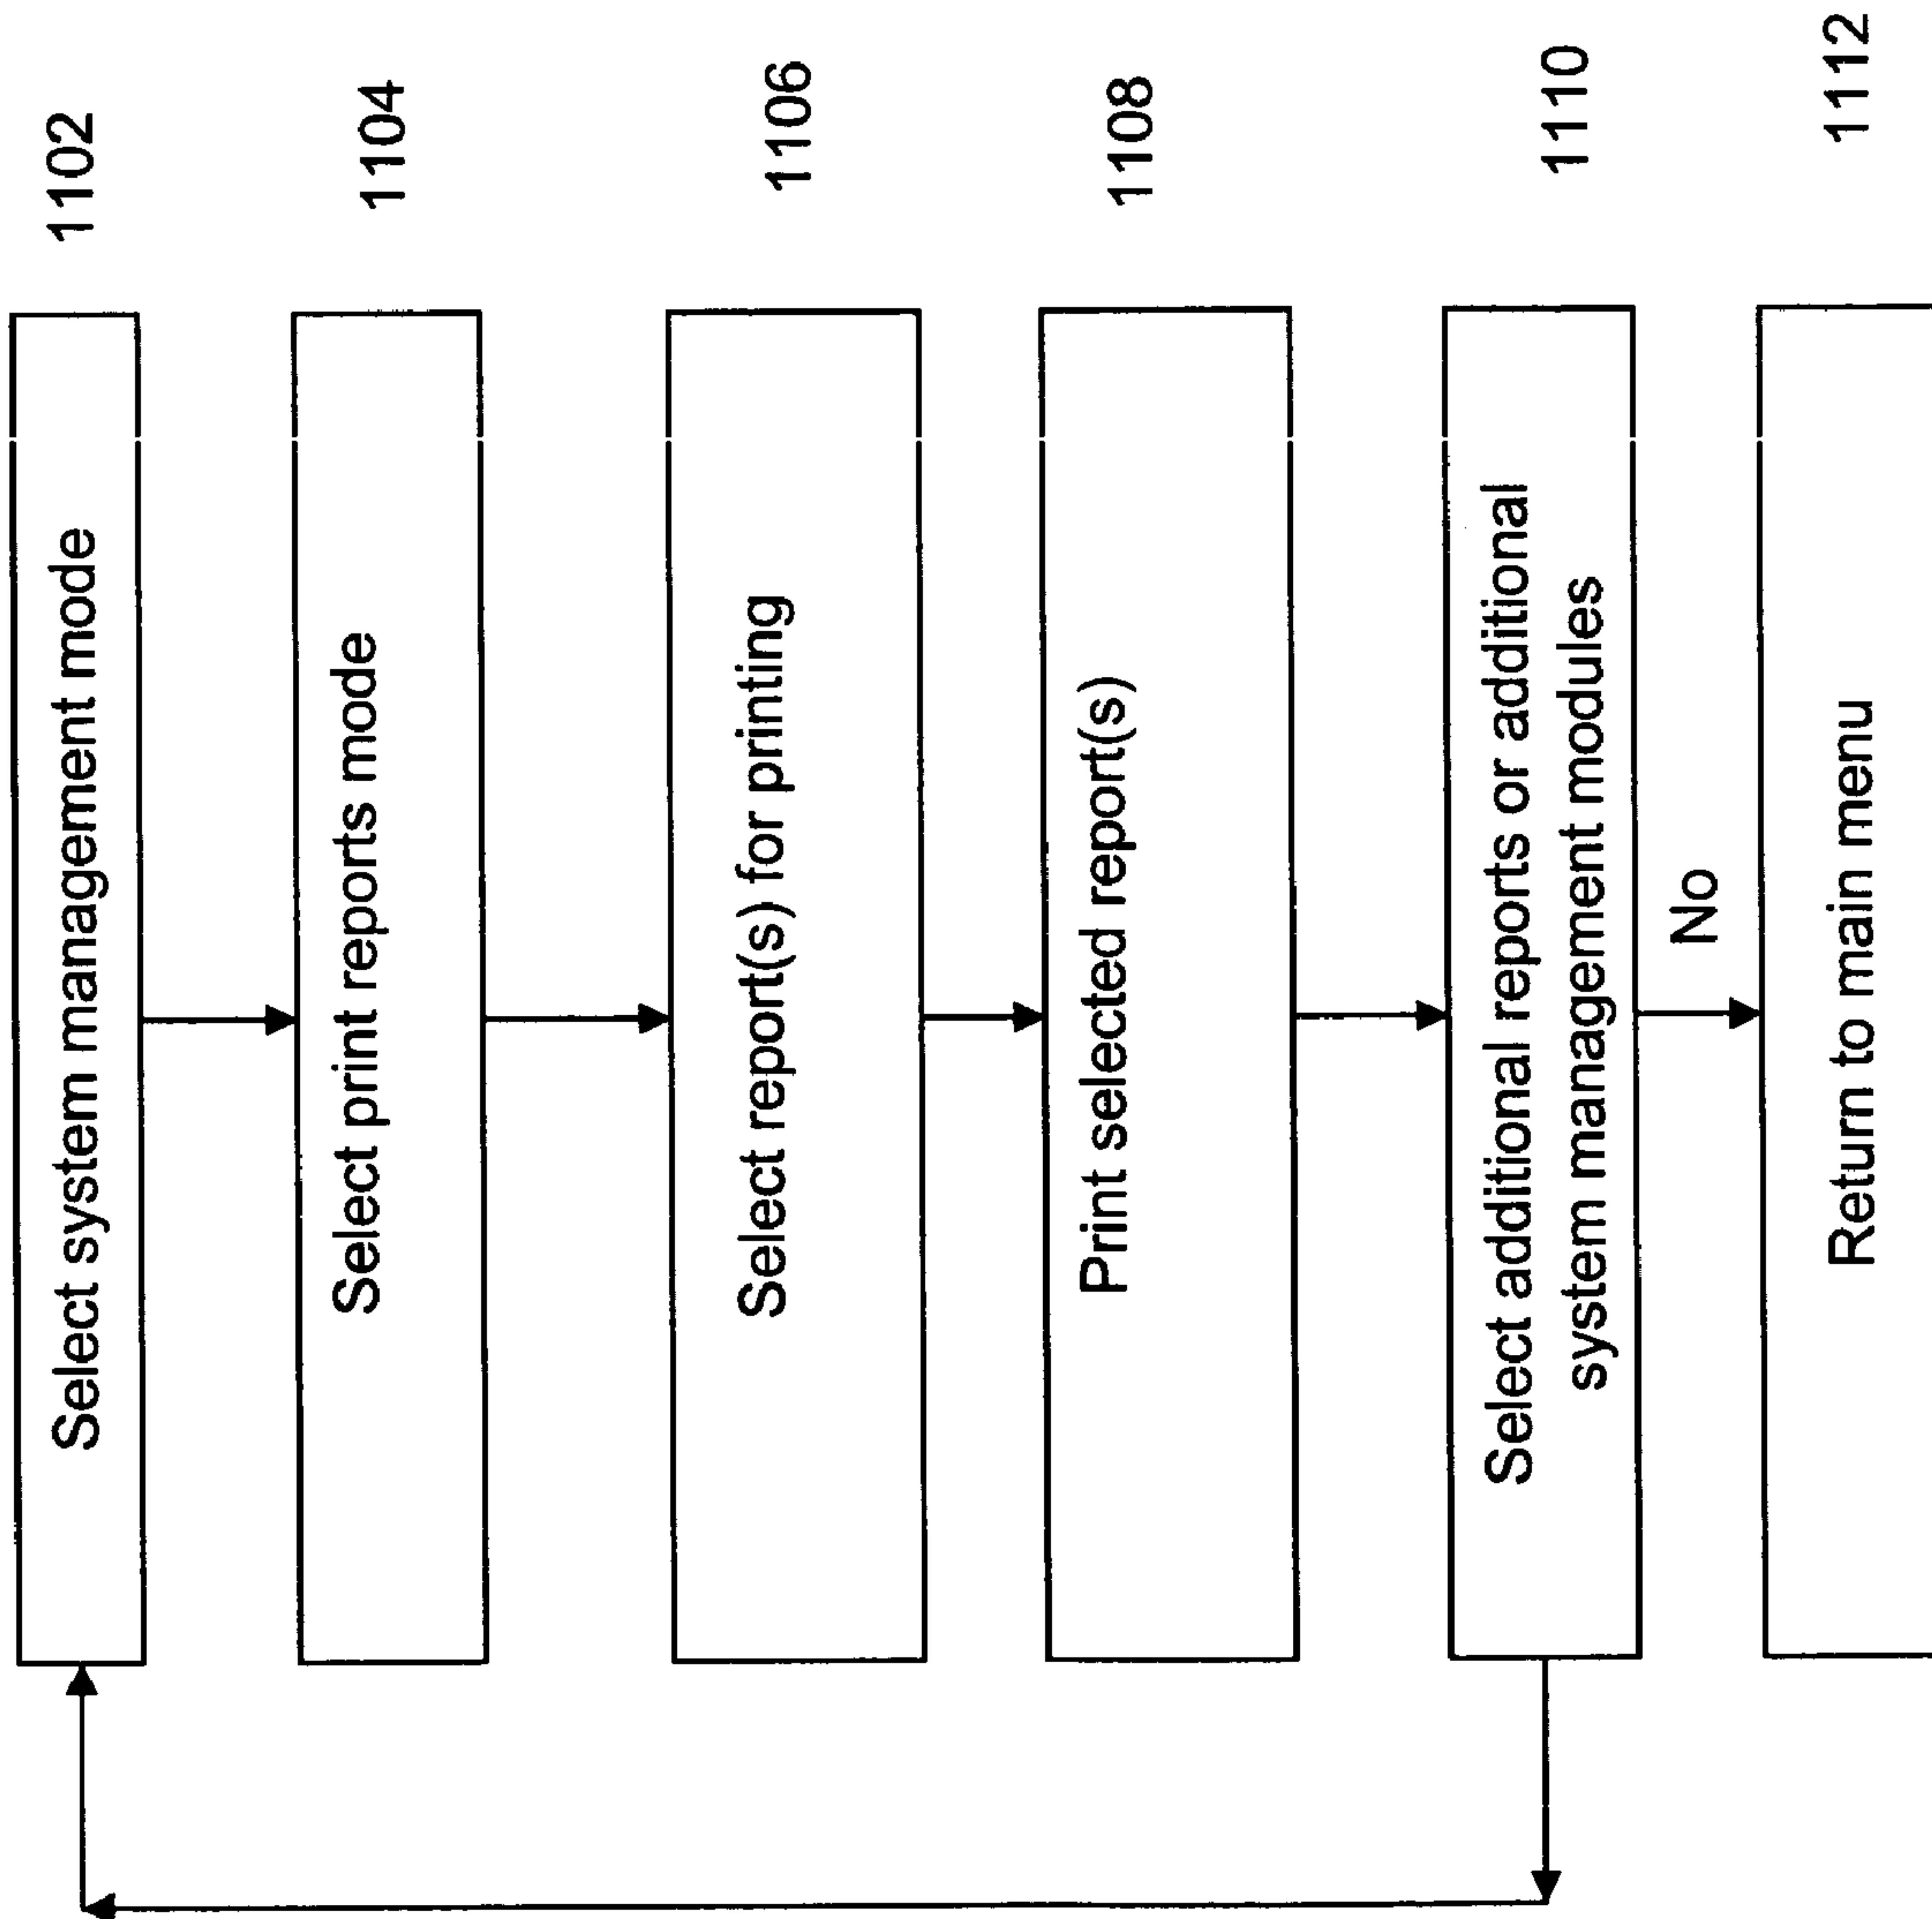 Select system management mode
1102
Select print reports mode
1104
Select report(s) for printing
1106
Print selected report(s)
1108
Select additional reports or additional
system management modules
1110
No
Return to main menu
1112